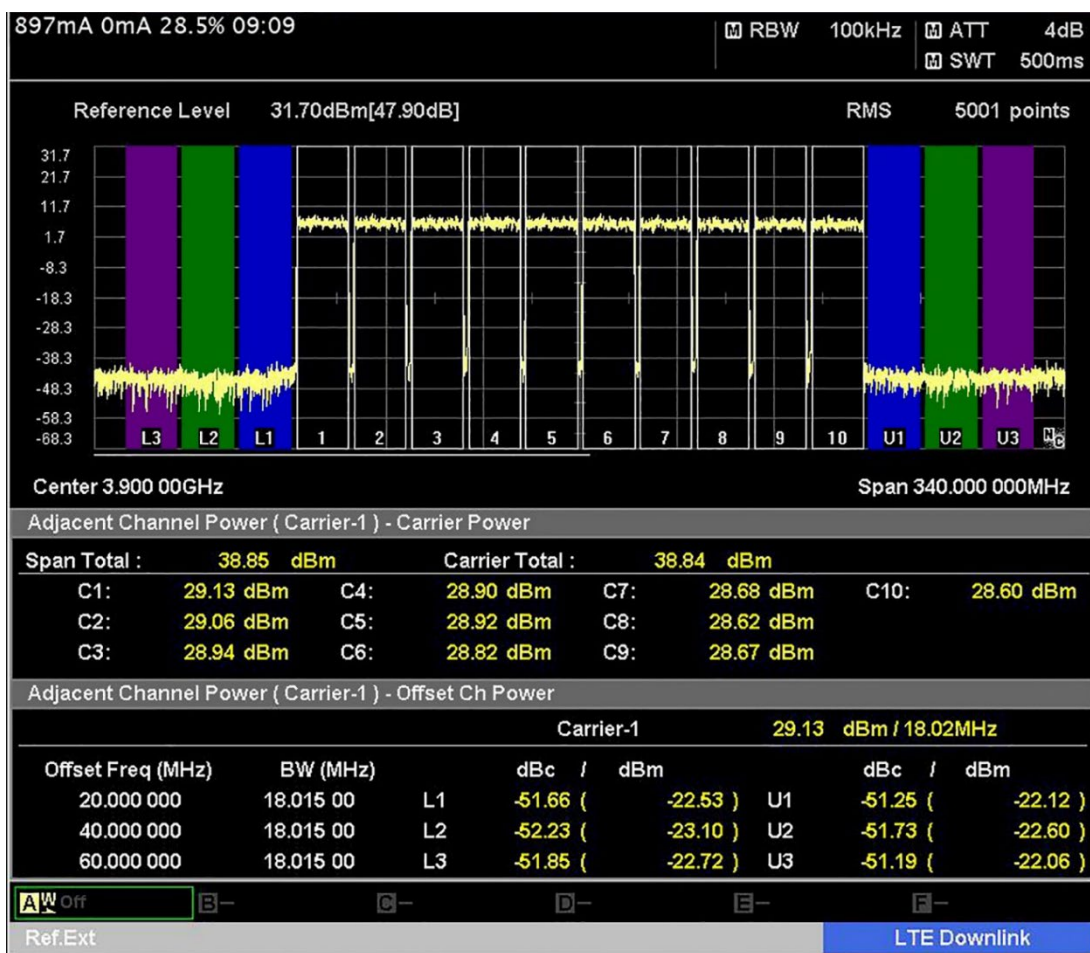 897mA 0mA 28.5% 09:09
M RBW 100kHz M ATT 4dB
M SWT 500ms
Reference Level 31.70dBm[47.90dB] RMS 5001 points
31.7
21.7
11.7
1.7
-8.3
-18.3
-28.3
-38.3
-48.3
-58.3
-68.3
L3 L2 L1 1 2 3 4 5 6 7 8 9 10 U1 U2 U3
Center 3.900 00GHz Span 340.000 000MHz
Adjacent Channel Power ( Carrier-1 ) - Carrier Power
Span Total : 38.85 dBm Carrier Total : 38.84 dBm
C1: 29.13 dBm C4: 28.90 dBm C7: 28.68 dBm C10: 28.60 dBm
C2: 29.06 dBm C5: 28.92 dBm C8: 28.62 dBm
C3: 28.94 dBm C6: 28.82 dBm C9: 28.67 dBm
Adjacent Channel Power ( Carrier-1 ) - Offset Ch Power
Carrier-1 29.13 dBm / 18.02MHz
Offset Freq (MHz) BW (MHz) dBc / dBm dBc / dBm
20.000 000 18.015 00 L1 -51.66 ( -22.53 ) U1 -51.25 ( -22.12 )
40.000 000 18.015 00 L2 -52.23 ( -23.10 ) U2 -51.73 ( -22.60 )
60.000 000 18.015 00 L3 -51.85 ( -22.72 ) U3 -51.19 ( -22.06 )
A W Off B- C- D- E- F-
Ref.Ext LTE Downlink